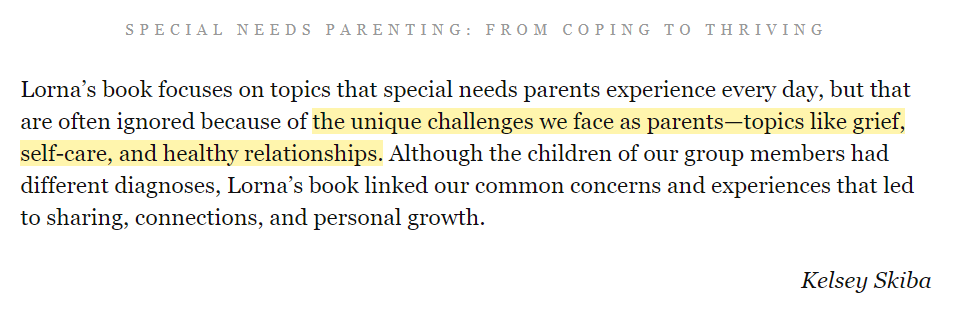 SPECIAL NEEDS PARENTING: FROM COPING TO THRIVING
Lorna’s book focuses on topics that special needs parents experience every day, but that
are often ignored because of the unique challenges we face as parents—topics like grief,
self-care, and healthy relationships. Although the children of our group members had
different diagnoses, Lorna’s book linked our common concerns and experiences that led
to sharing, connections, and personal growth.
Kelsey Skiba